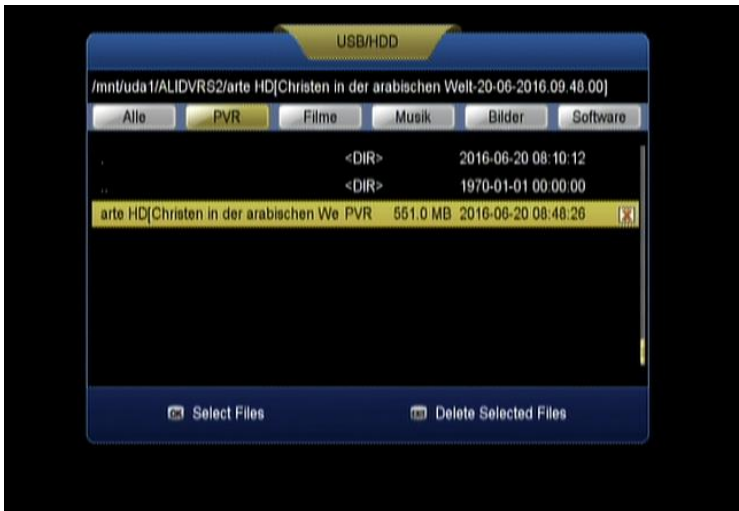 USB/HDD
/mnt/uda1/ALIDVRS2/arte HD[Christen in der arabischen Welt-20-06-2016.09.48.00]
Alle PVR Filme Musik Bilder Software
. <DIR> 2016-06-20 08:10:12
.. <DIR> 1970-01-01 00:00:00
arte HD[Christen in der arabischen We PVR 551.0 MB 2016-06-20 08:48:26
OK Select Files EXIT Delete Selected Files